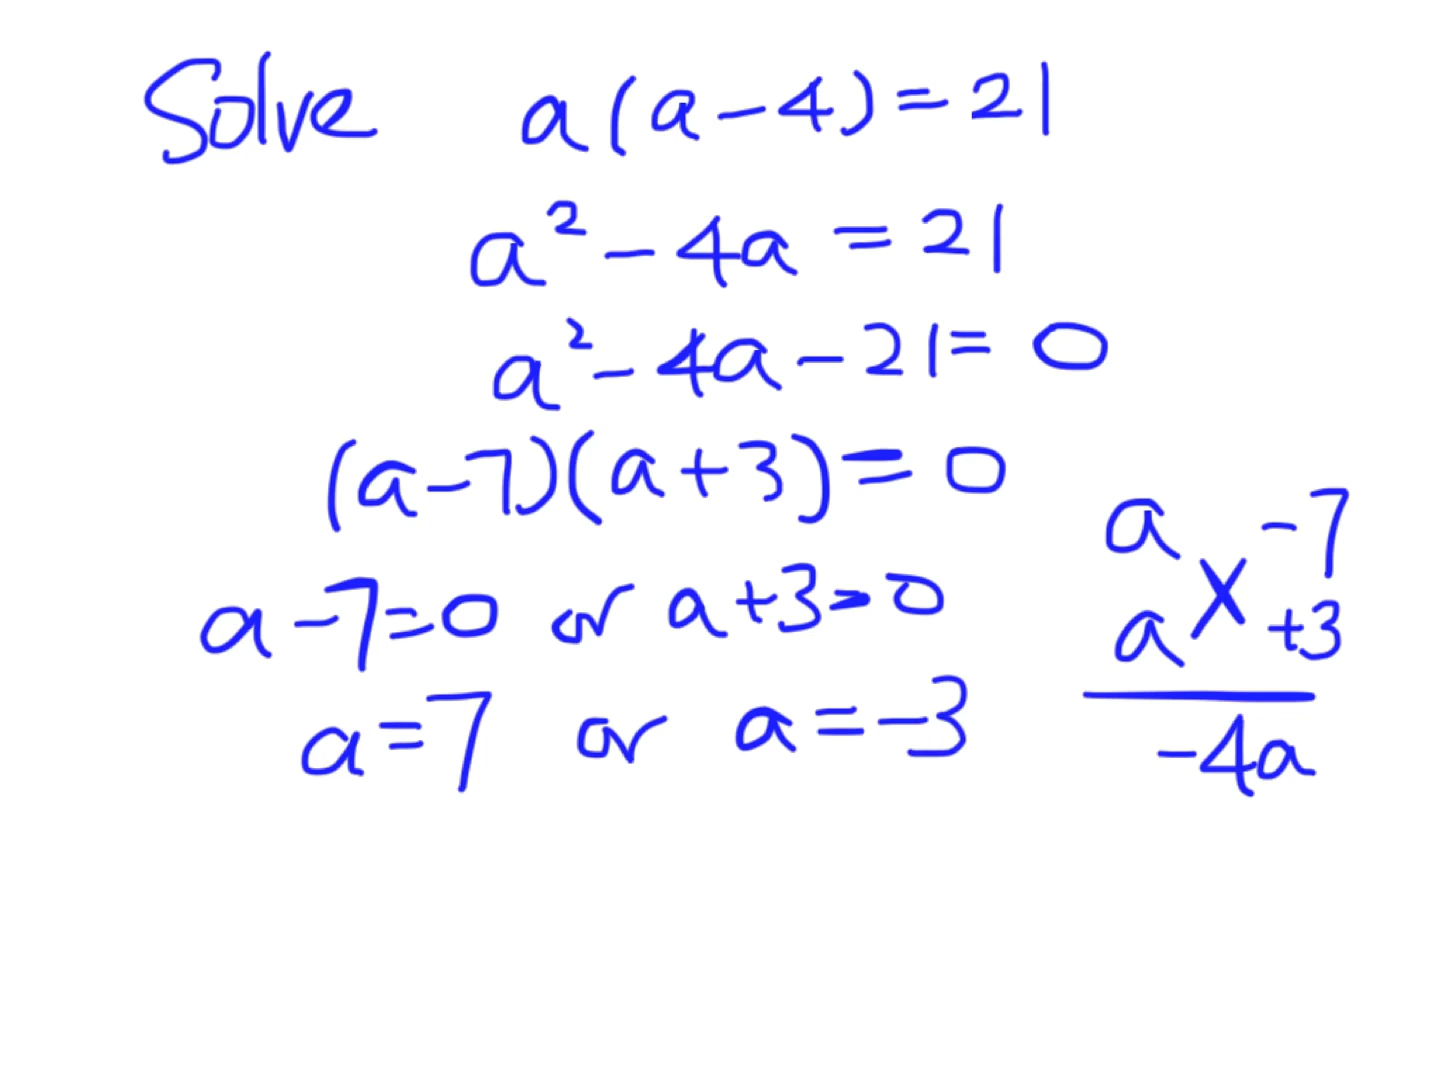 Solve a(a-4)=21
a²-4a=21
a²-4a-21=0
(a-7)(a+3)=0
a-7=0 or a+3=0
a=7 or a=-3
a -7
×
a +3
-4a